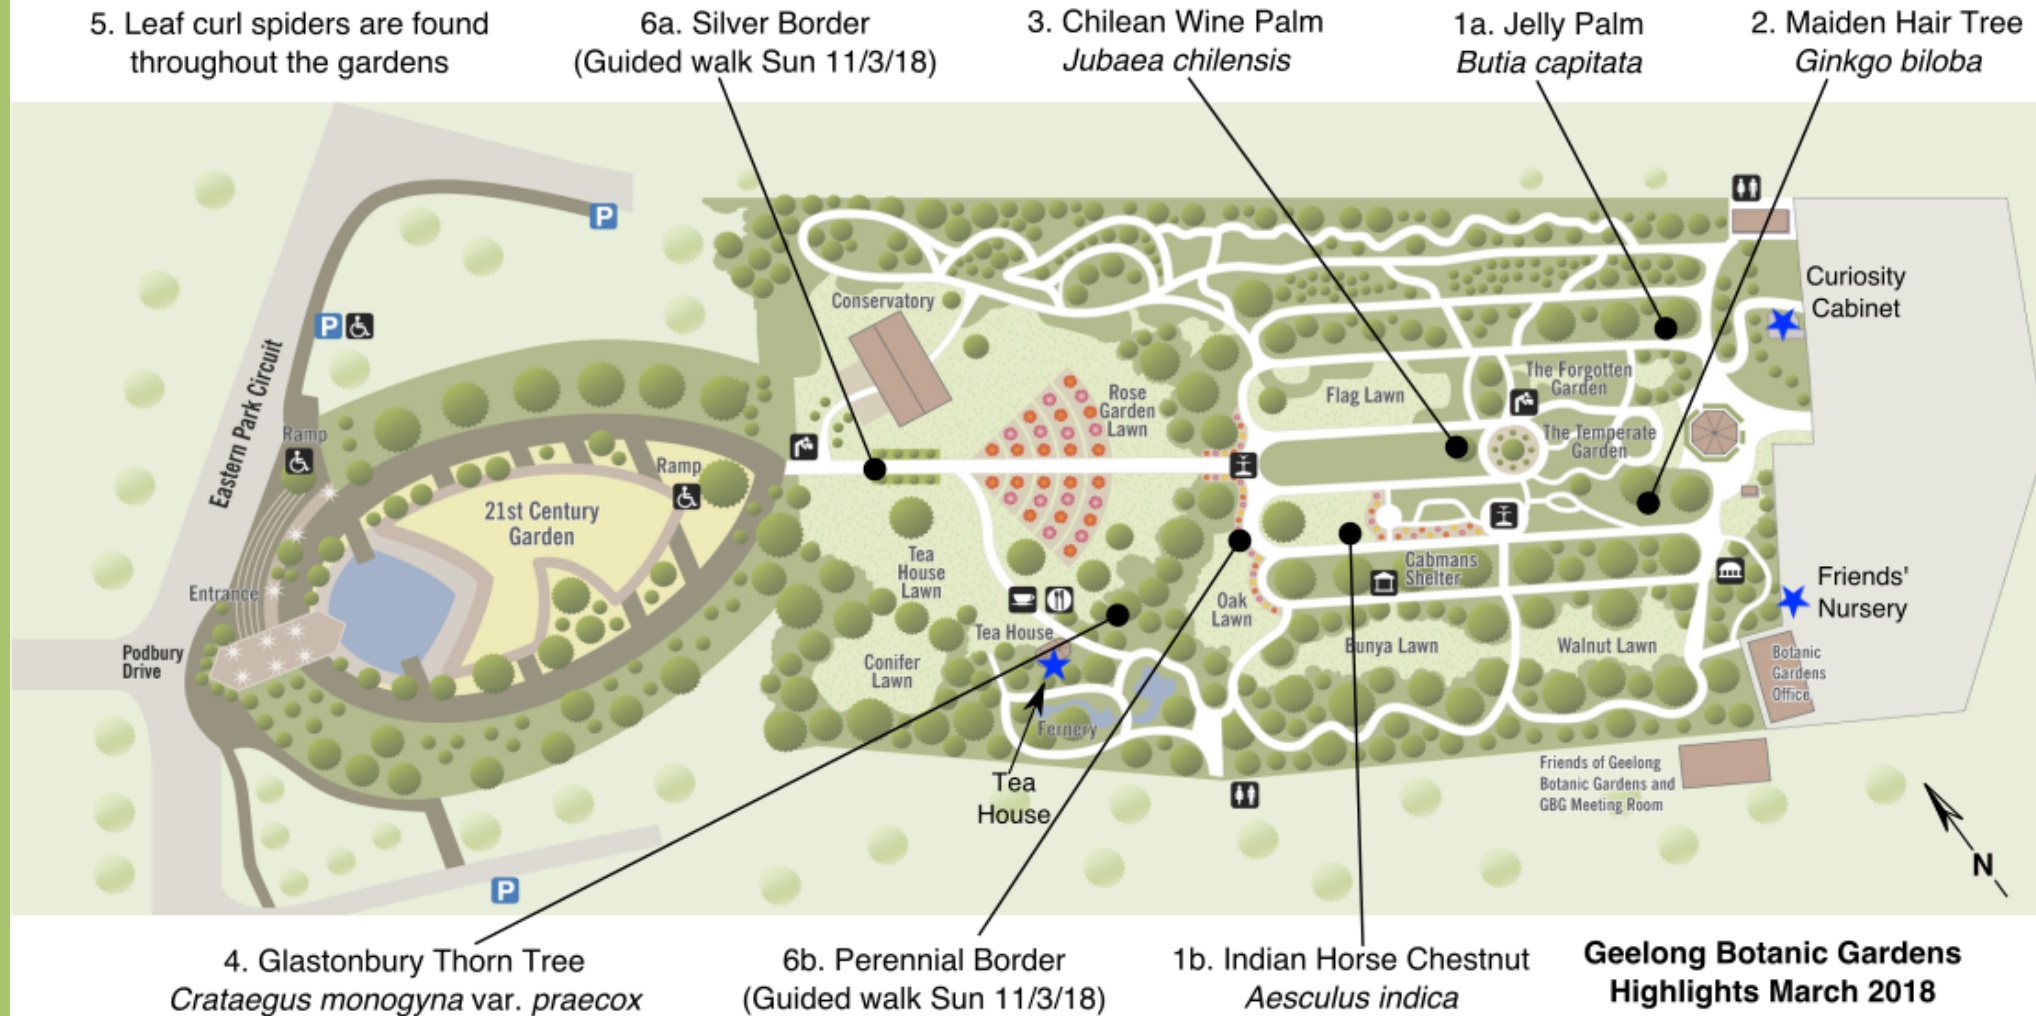 5. Leaf curl spiders are found
throughout the gardens
6a. Silver Border
(Guided walk Sun 11/3/18)
3. Chilean Wine Palm
Jubaea chilensis
1a. Jelly Palm
Butia capitata
2. Maiden Hair Tree
Ginkgo biloba
P
P
Eastern Park Circuit
Ramp
Ramp
21st Century
Garden
Entrance
Podbury
Drive
Conservatory
Rose
Garden
Lawn
Tea
House
Lawn
Tea House
Conifer
Lawn
Fernery
Tea
House
Oak
Lawn
Flag Lawn
The Forgotten
Garden
The Temperate
Garden
Cabmans
Shelter
Bunya Lawn
Walnut Lawn
Curiosity
Cabinet
Friends'
Nursery
Botanic
Gardens
Office
Friends of Geelong
Botanic Gardens and
GBG Meeting Room
P
N
4. Glastonbury Thorn Tree
Crataegus monogyna var. praecox
6b. Perennial Border
(Guided walk Sun 11/3/18)
1b. Indian Horse Chestnut
Aesculus indica
Geelong Botanic Gardens
Highlights March 2018